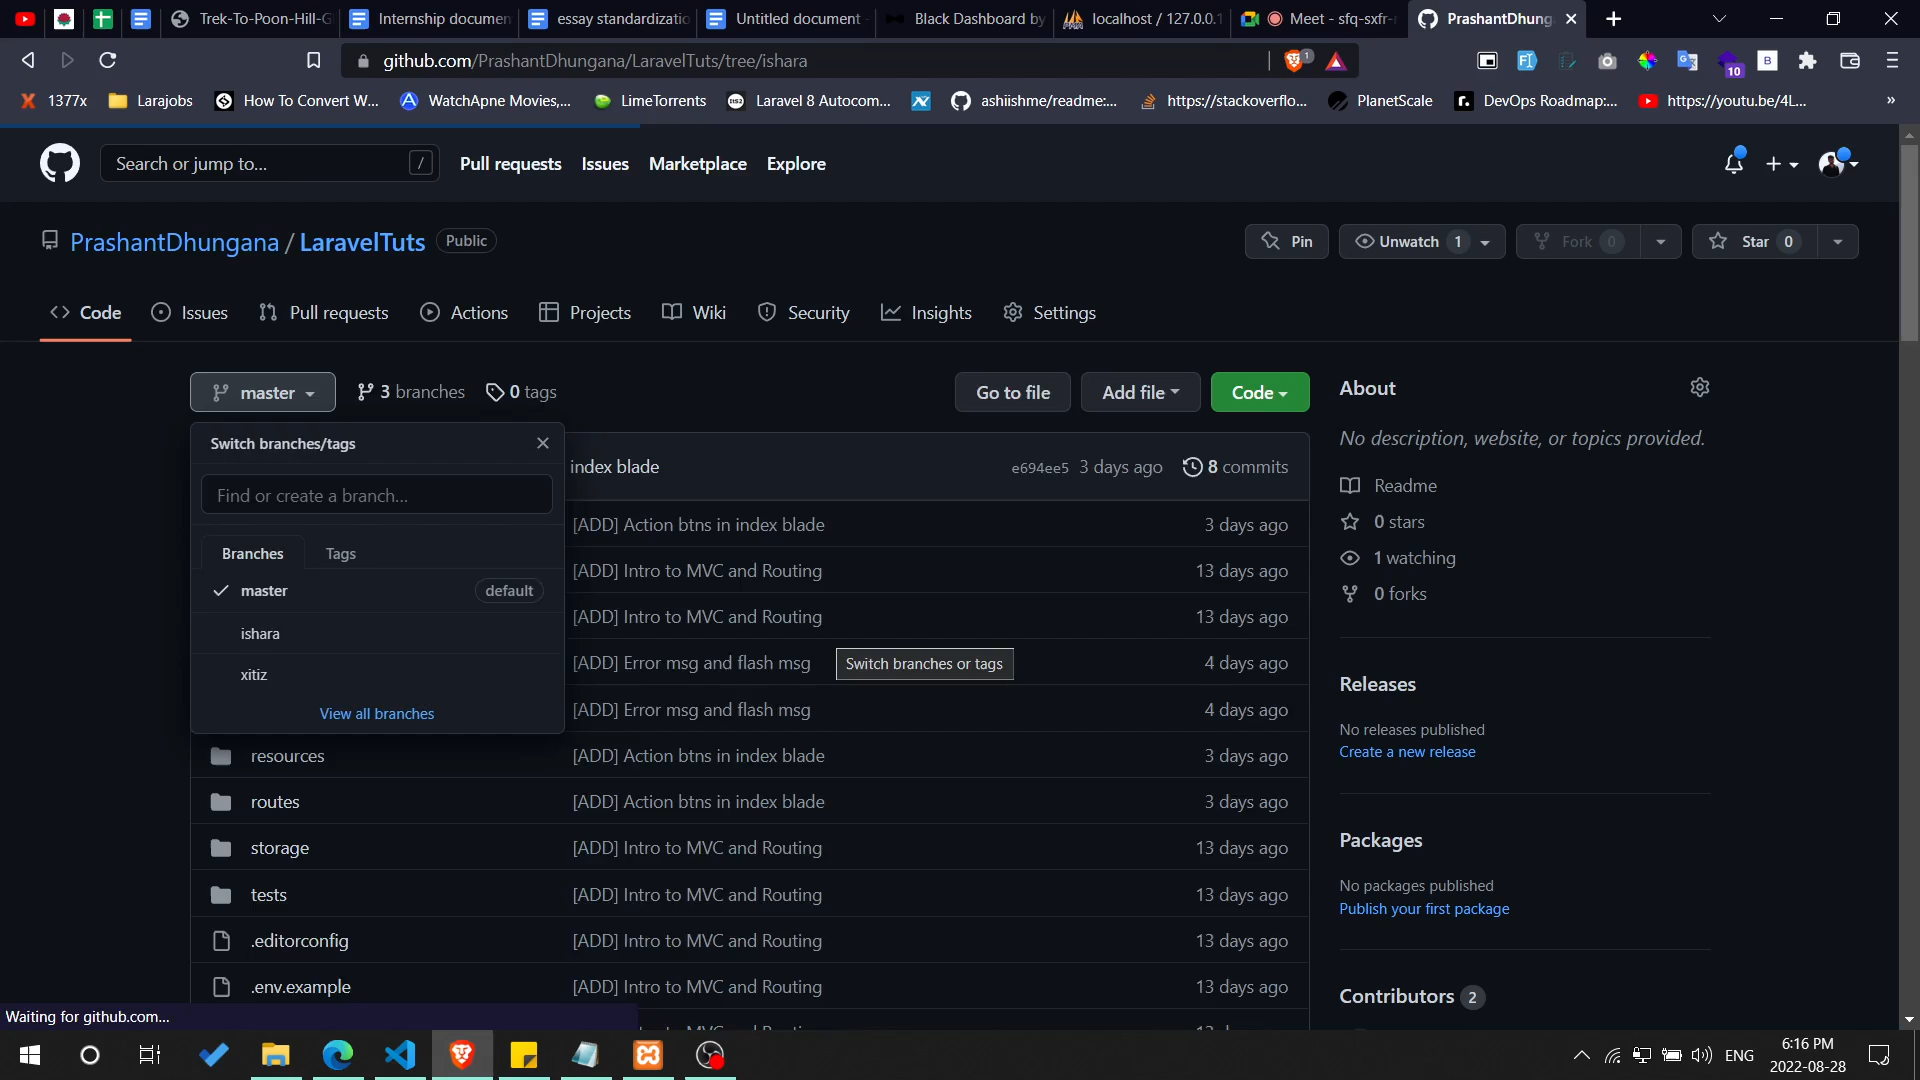 Trek-To-Poon-Hill-G
Internship documen
essay standardizatio
Untitled document -
Black Dashboard by
localhost / 127.0.0.1
Meet - sfq-sxfr-
PrashantDhung
github.com/PrashantDhungana/LaravelTuts/tree/ishara
1
10
1377x
Larajobs
How To Convert W...
WatchApne Movies,...
LimeTorrents
Laravel 8 Autocom...
ashiishme/readme:...
https://stackoverflo...
PlanetScale
DevOps Roadmap:...
https://youtu.be/4L...
»
Search or jump to...
/
Pull requests
Issues
Marketplace
Explore
PrashantDhungana / LaravelTuts
Public
Pin
Unwatch 1
Fork 0
Star 0
Code
Issues
Pull requests
Actions
Projects
Wiki
Security
Insights
Settings
master
3 branches
0 tags
Go to file
Add file
Code
Switch branches/tags
Find or create a branch...
Branches
Tags
master
default
ishara
xitiz
View all branches
index blade
e694ee5 3 days ago
8 commits
[ADD] Action btns in index blade
3 days ago
[ADD] Intro to MVC and Routing
13 days ago
[ADD] Intro to MVC and Routing
13 days ago
[ADD] Error msg and flash msg
4 days ago
Switch branches or tags
[ADD] Error msg and flash msg
4 days ago
resources
[ADD] Action btns in index blade
3 days ago
routes
[ADD] Action btns in index blade
3 days ago
storage
[ADD] Intro to MVC and Routing
13 days ago
tests
[ADD] Intro to MVC and Routing
13 days ago
.editorconfig
[ADD] Intro to MVC and Routing
13 days ago
.env.example
[ADD] Intro to MVC and Routing
13 days ago
About
No description, website, or topics provided.
Readme
0 stars
1 watching
0 forks
Releases
No releases published
Create a new release
Packages
No packages published
Publish your first package
Contributors 2
Waiting for github.com...
ENG
6:16 PM
2022-08-28